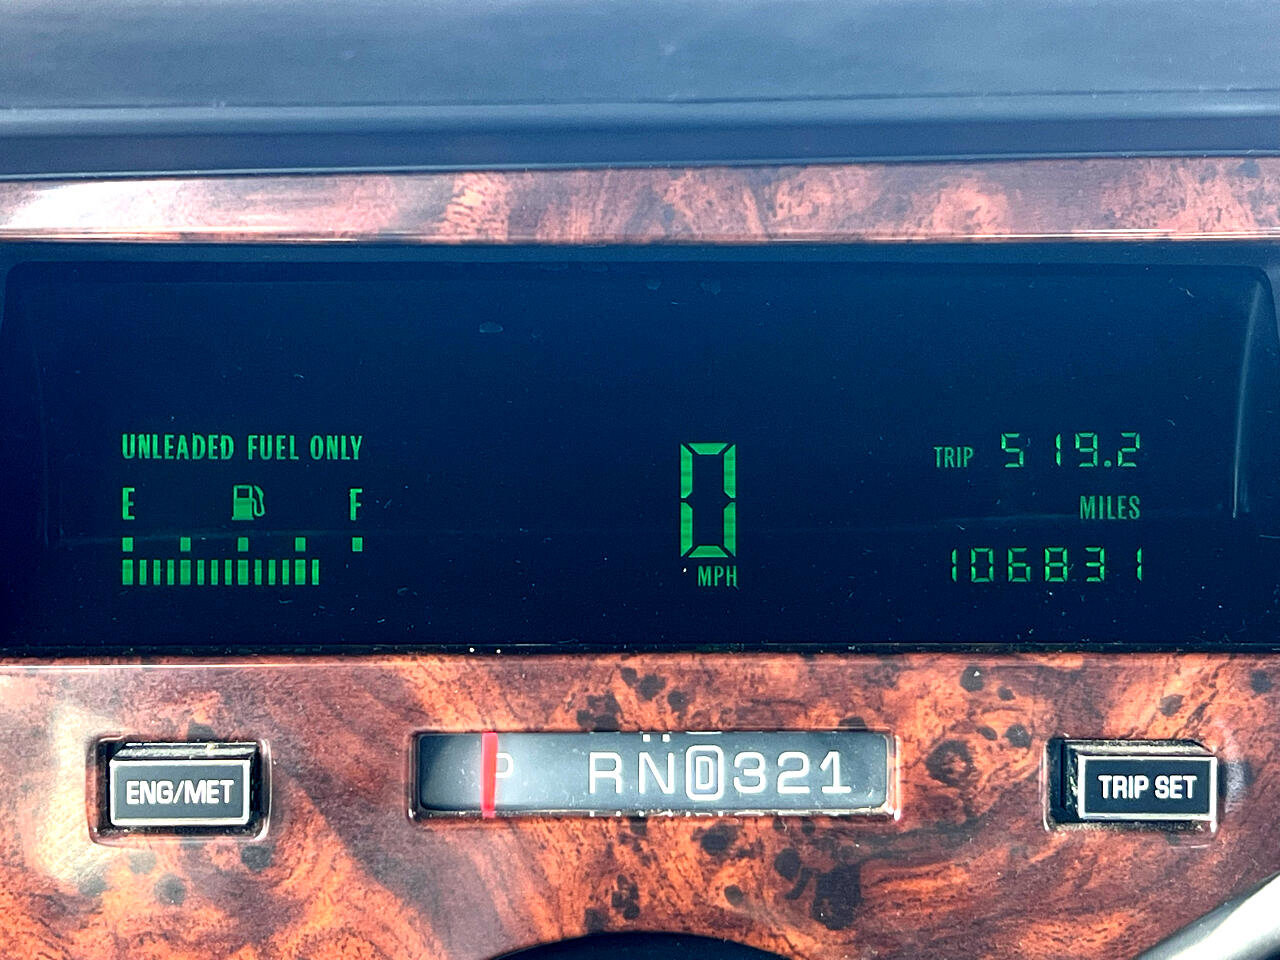 UNLEADED FUEL ONLY
TRIP 519.2
E F
MILES
0
106831
MPH
ENG/MET
P RND321
TRIP SET